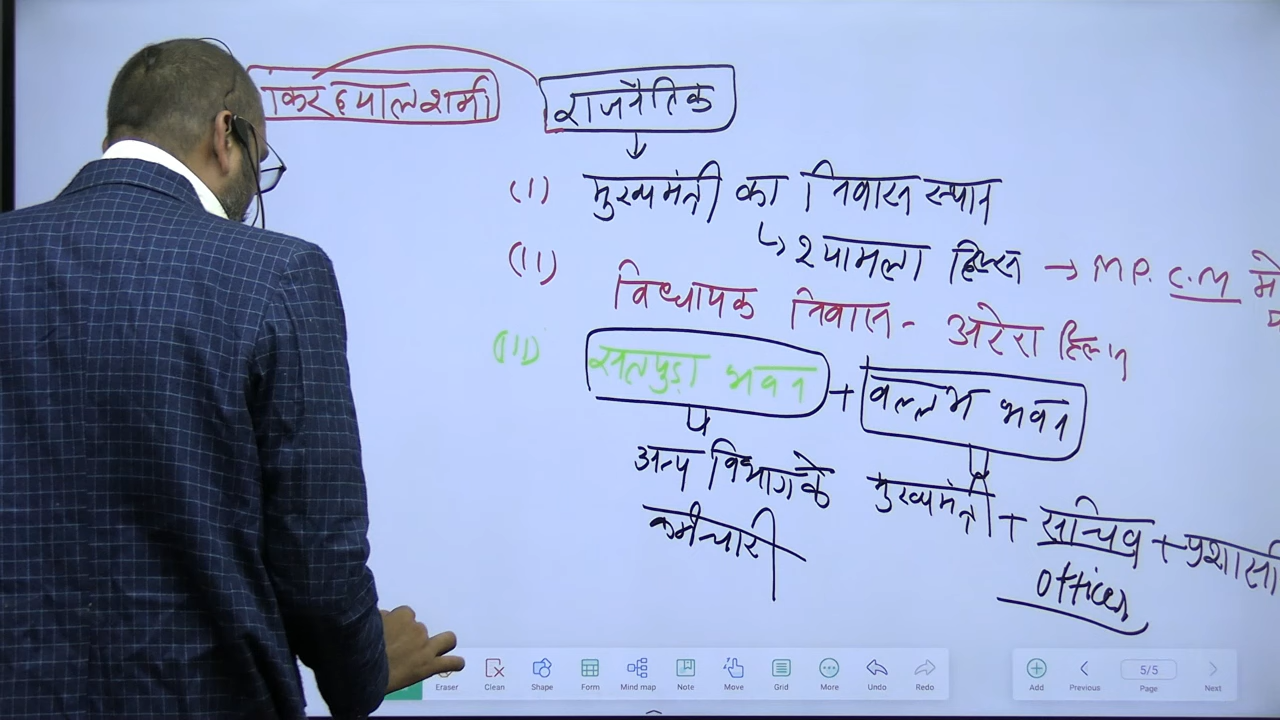 राजनैतिक
(I) मुख्यमंत्री का निवास स्थान
↳ श्यामला हिल्स → M.P. C.M में
(II) विधायक निवास - अरेरा हिल्स
(III) सतपुड़ा भवन + वल्लभ भवन
अन्य विभाग के कर्मचारी
मुख्यमंत्री + सचिव +
officer
Eraser Clean Shape Form Mind map Note Move Grid More Undo Redo
Add Previous 5/5 Page Next